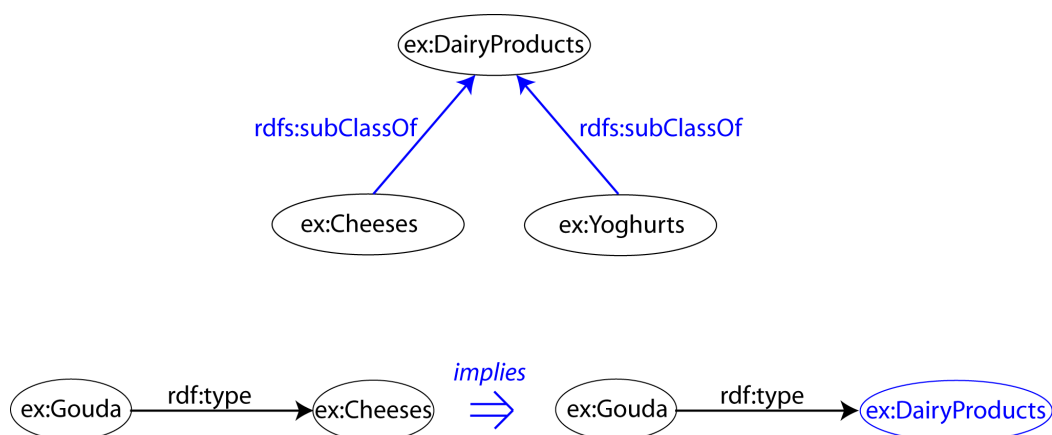 ex:DairyProducts
rdfs:subClassOf
rdfs:subClassOf
ex:Cheeses
ex:Yoghurts
implies
ex:Gouda
rdf:type
ex:Cheeses
ex:Gouda
rdf:type
ex:DairyProducts